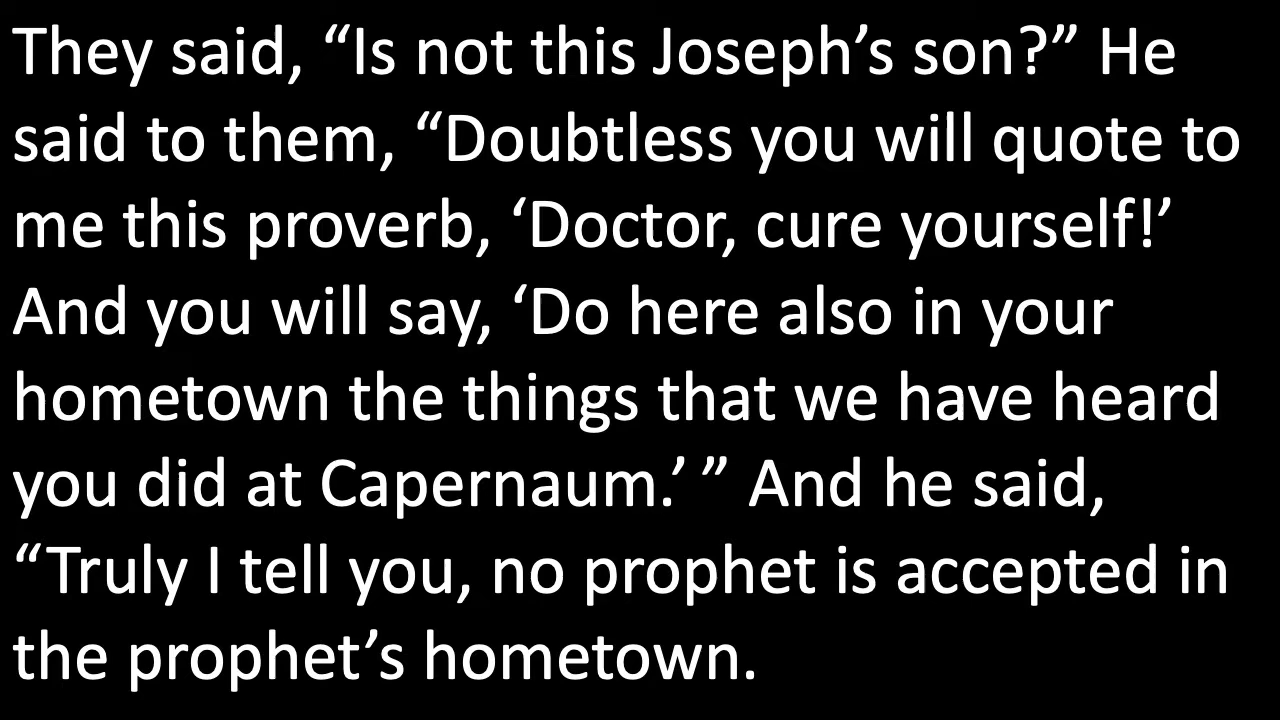 They said, “Is not this Joseph’s son?” He
said to them, “Doubtless you will quote to
me this proverb, ‘Doctor, cure yourself!’
And you will say, ‘Do here also in your
hometown the things that we have heard
you did at Capernaum.’ ” And he said,
“Truly I tell you, no prophet is accepted in
the prophet’s hometown.